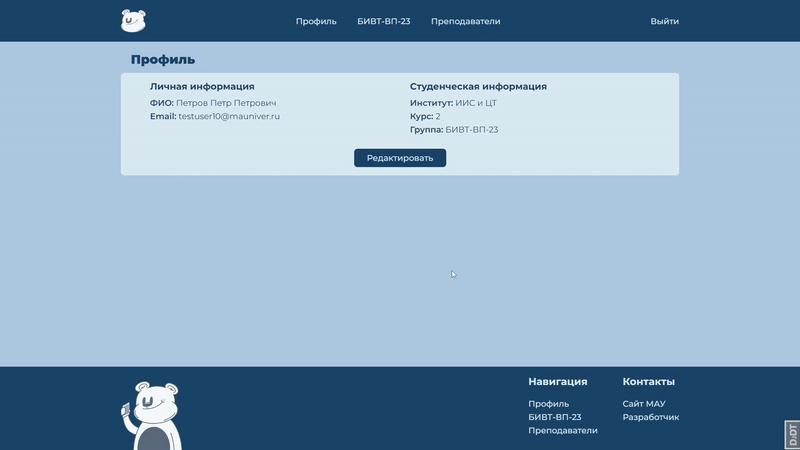 Профиль БИВТ-ВП-23 Преподаватели Выйти
Профиль
Личная информация
ФИО: Петров Петр Петрович
Email: testuser10@mauniver.ru
Студенческая информация
Институт: ИИС и ЦТ
Курс: 2
Группа: БИВТ-ВП-23
Редактировать
Навигация
Профиль
БИВТ-ВП-23
Преподаватели
Контакты
Сайт МАУ
Разработчик
DJDT